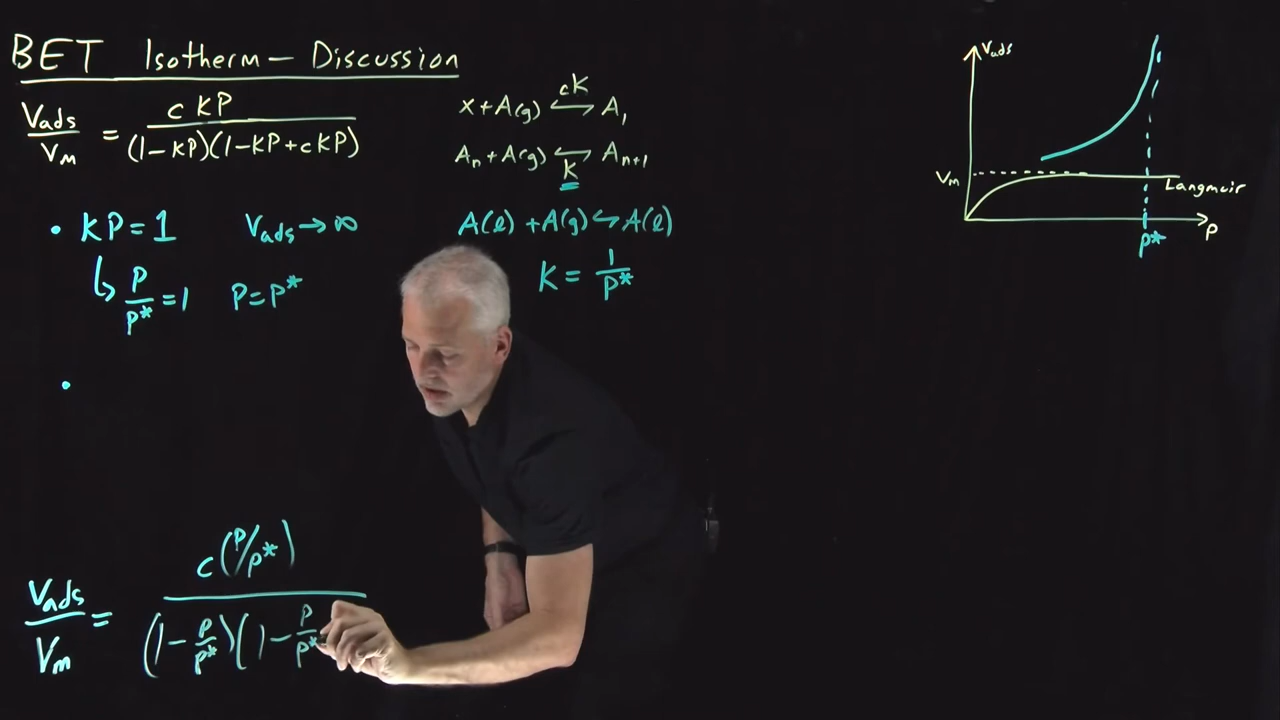 BET Isotherm – Discussion
Vads/VM = cKP / (1-KP)(1-KP+cKP)
x + A(g) ⇌ A1
cK
An + A(g) ⇌ An+1
K
• KP = 1 Vads → ∞
A(l) + A(g) ⇌ A(l)
↳ P/P* = 1 P = P*
K = 1/P*
•
Vads/VM = c(P/P*) / (1 - P/P*)(1 - P/P*
Vads
VM
Langmuir
P
P*